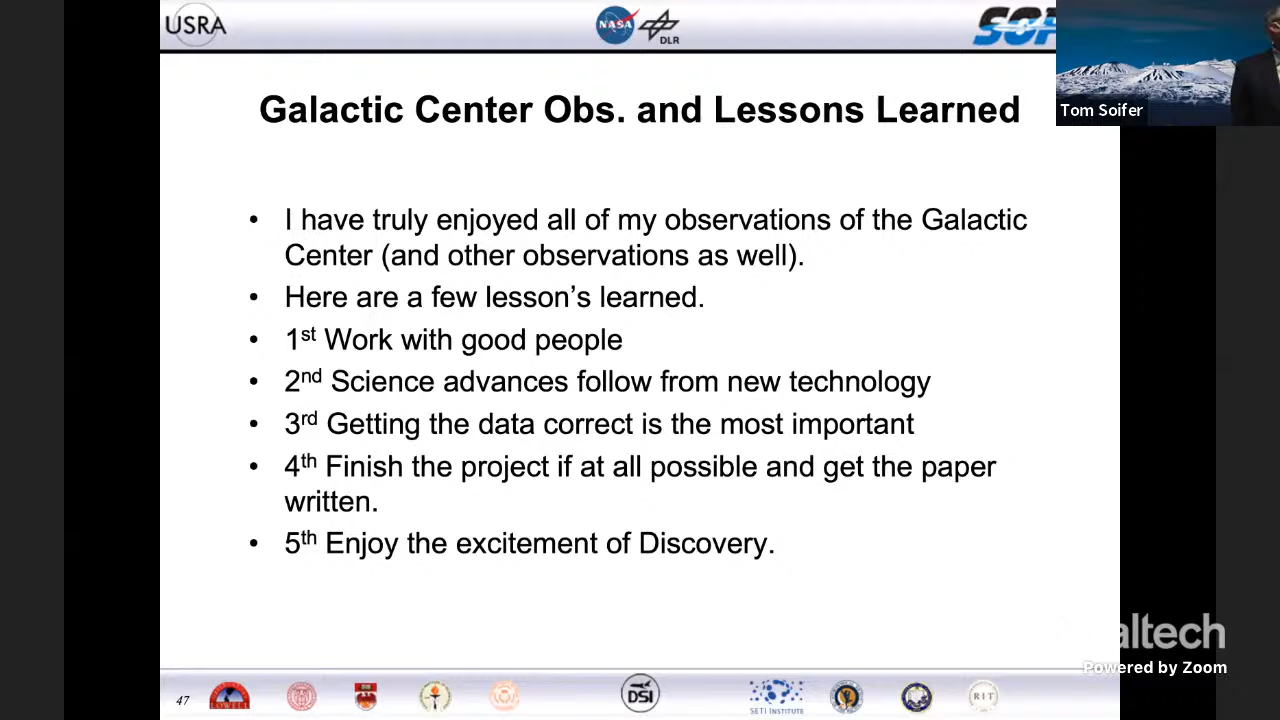 USRA
NASA
DLR
Tom Soifer
Galactic Center Obs. and Lessons Learned
• I have truly enjoyed all of my observations of the Galactic
Center (and other observations as well).
• Here are a few lesson's learned.
• 1st Work with good people
• 2nd Science advances follow from new technology
• 3rd Getting the data correct is the most important
• 4th Finish the project if at all possible and get the paper
written.
• 5th Enjoy the excitement of Discovery.
altech
Powered by Zoom
47
LOWELL
DSI
SETI INSTITUTE
RIT